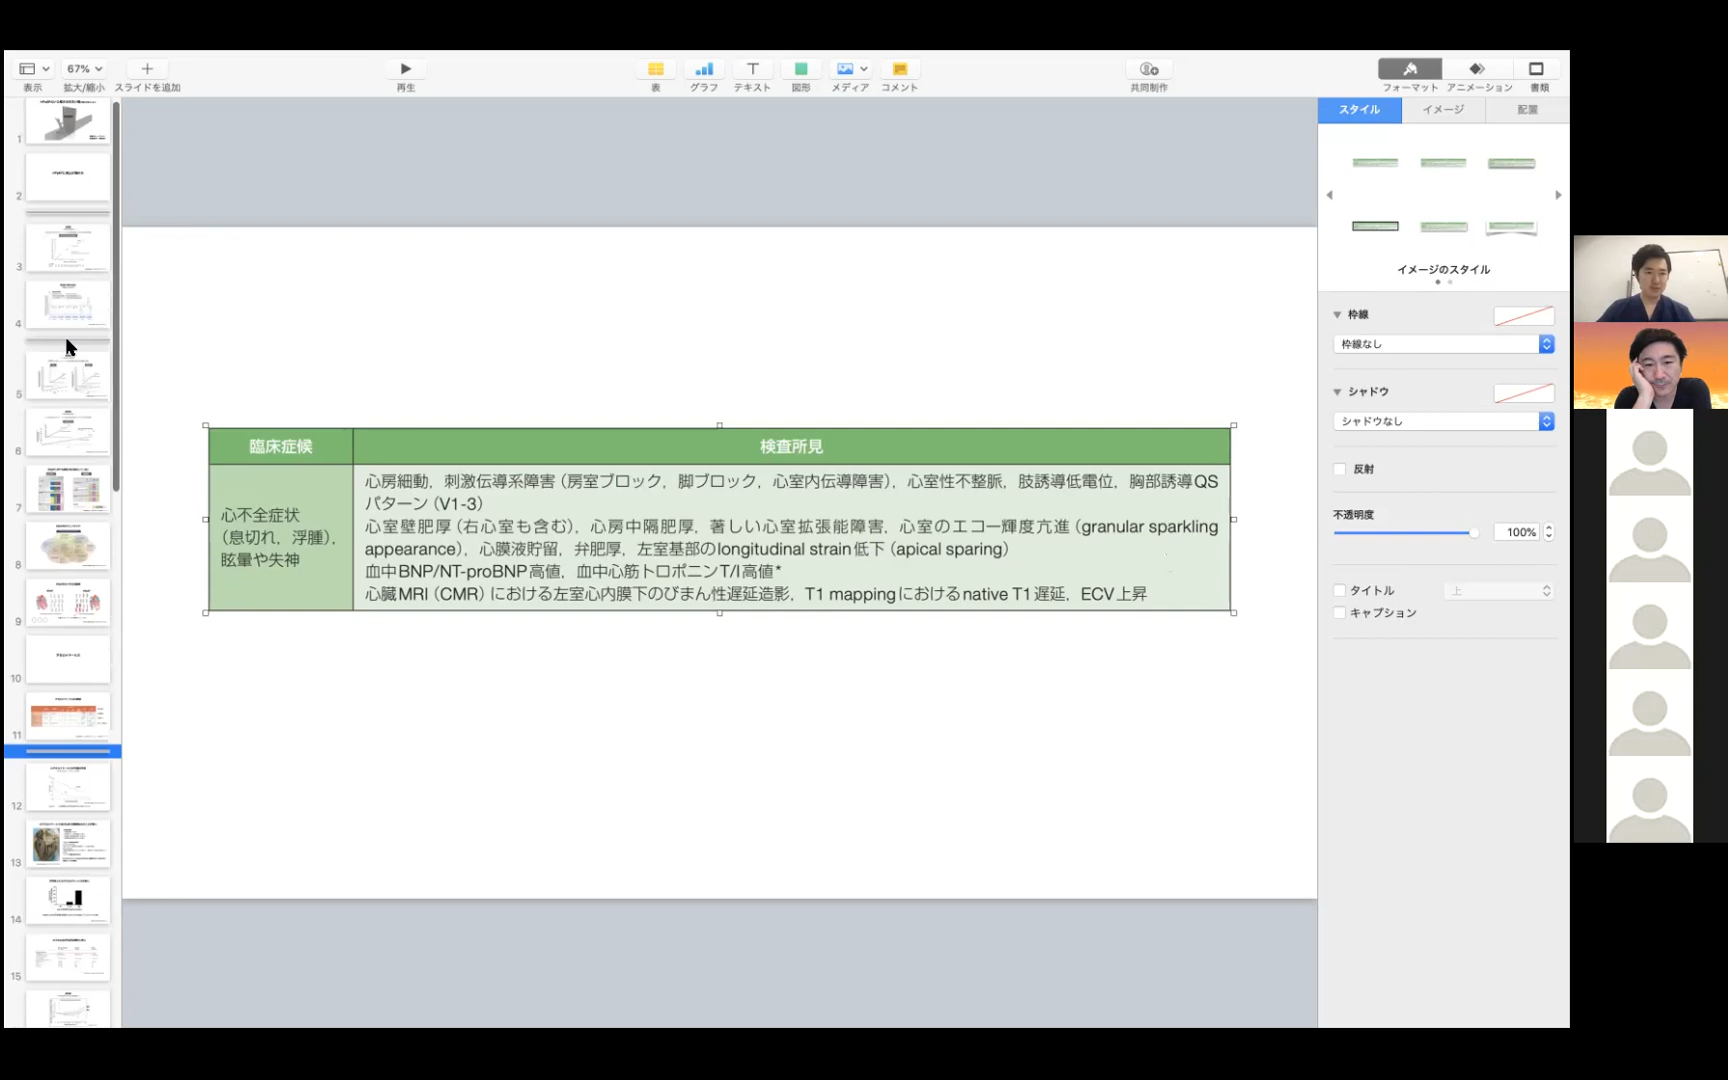 67%
表示
拡大/縮小
スライドを追加
再生
表
グラフ
テキスト
図形
メディア
コメント
共同制作
フォーマット
アニメーション
書類
スタイル
イメージ
配置
イメージのスタイル
枠線
枠線なし
シャドウ
シャドウなし
反射
不透明度
100%
タイトル
上
キャプション
1
2
3
4
5
6
7
8
9
10
11
12
13
14
15
臨床症候
検査所見
心不全症状
（息切れ，浮腫），
眩暈や失神
心房細動，刺激伝導系障害（房室ブロック，脚ブロック，心室内伝導障害），心室性不整脈，肢誘導低電位，胸部誘導QS
パターン（V1-3）
心室壁肥厚（右心室も含む），心房中隔肥厚，著しい心室拡張能障害，心室のエコー輝度亢進（granular sparkling
appearance），心膜液貯留，弁肥厚，左室基部のlongitudinal strain低下（apical sparing）
血中BNP/NT-proBNP高値，血中心筋トロポニンT/I高値*
心臓MRI（CMR）における左室心内膜下のびまん性遅延造影，T1 mappingにおけるnative T1遅延，ECV上昇